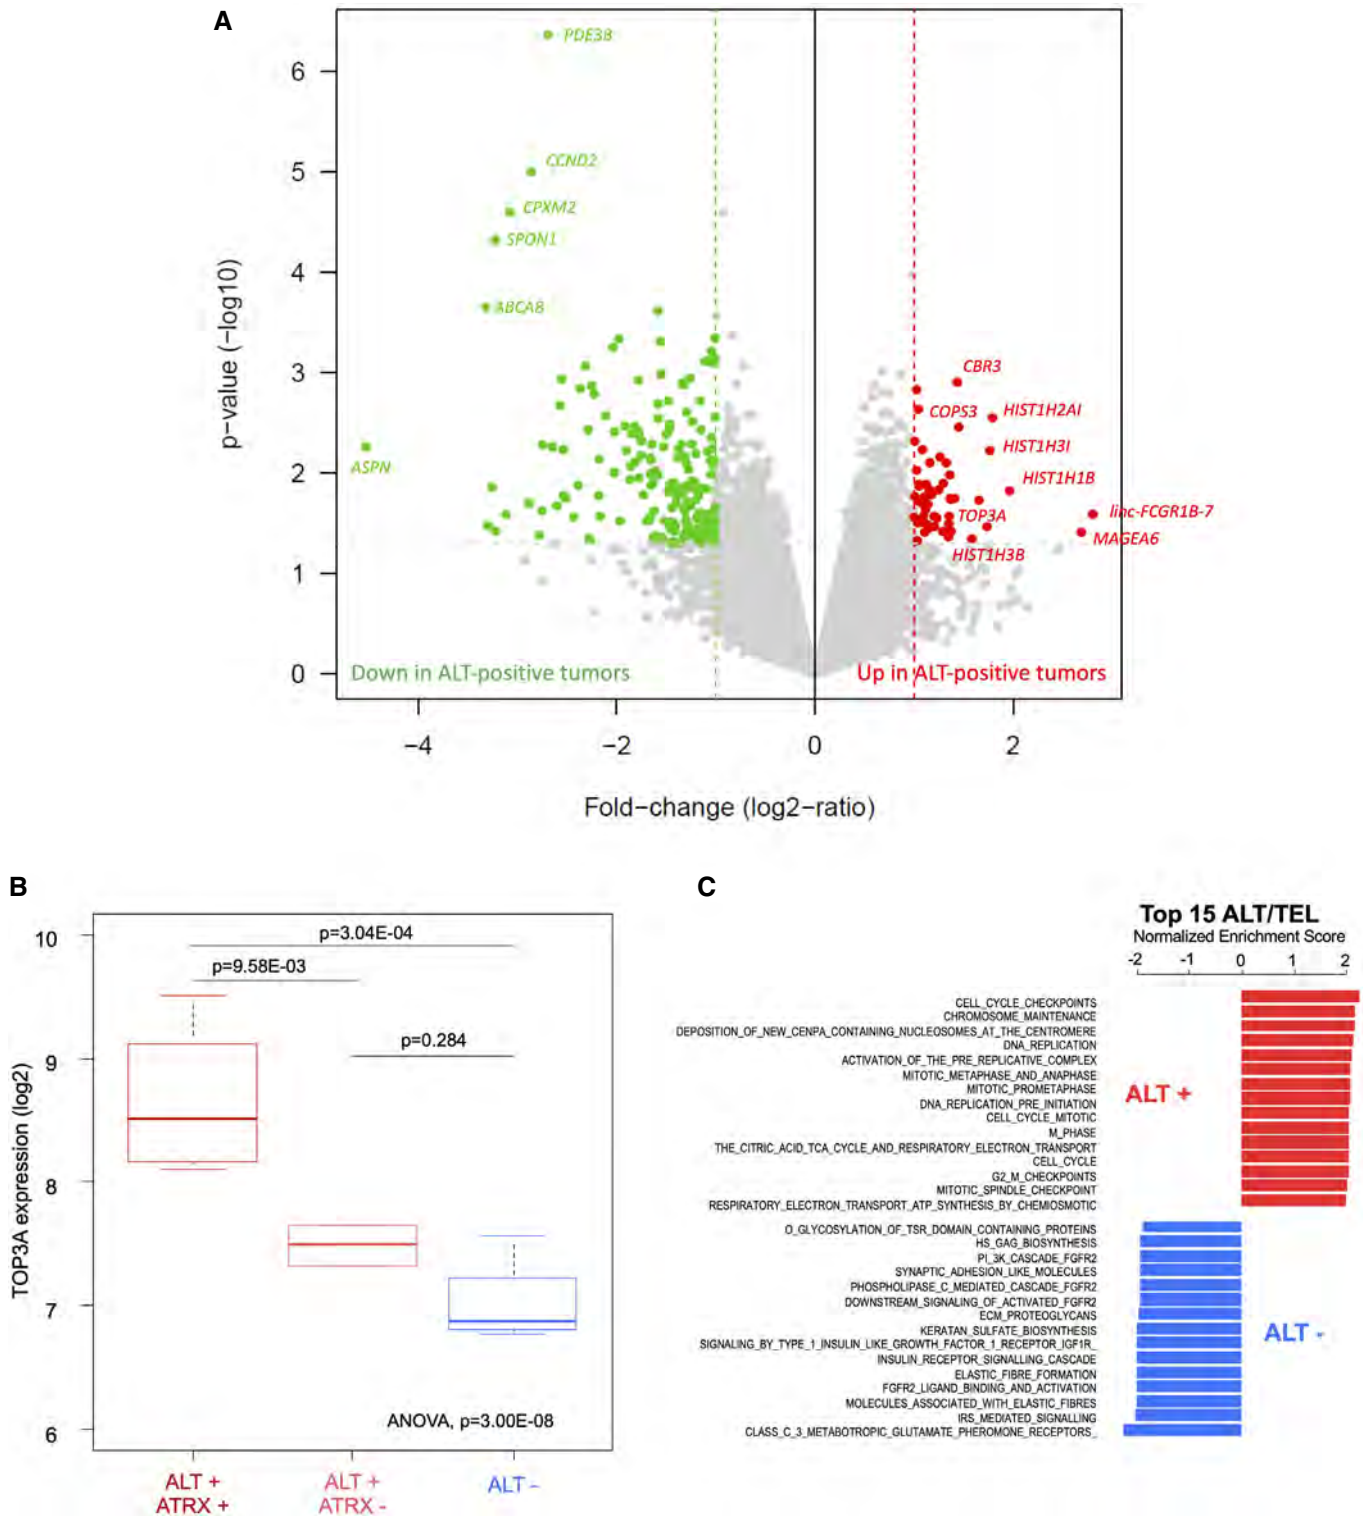 A
PDE3B
CCND2
CPXM2
SPON1
ABCA8
ASPN
CBR3
COPS3
HIST1H2AI
HIST1H3I
HIST1H1B
TOP3A
linc-FCGR1B-7
MAGEA6
HIST1H3B
6
5
4
3
2
1
0
p-value (−log10)
Down in ALT-positive tumors
Up in ALT-positive tumors
−4
−2
0
2
Fold−change (log2−ratio)
B
10
9
8
7
6
TOP3A expression (log2)
p=3.04E-04
p=9.58E-03
p=0.284
ANOVA, p=3.00E-08
ALT +
ATRX +
ALT +
ATRX -
ALT -
C
Top 15 ALT/TEL
Normalized Enrichment Score
-2 -1 0 1 2
CELL_CYCLE_CHECKPOINTS
CHROMOSOME_MAINTENANCE
DEPOSITION_OF_NEW_CENPA_CONTAINING_NUCLEOSOMES_AT_THE_CENTROMERE
DNA_REPLICATION
ACTIVATION_OF_THE_PRE_REPLICATIVE_COMPLEX
MITOTIC_METAPHASE_AND_ANAPHASE
MITOTIC_PROMETAPHASE
DNA_REPLICATION_PRE_INITIATION
CELL_CYCLE_MITOTIC
M_PHASE
THE_CITRIC_ACID_TCA_CYCLE_AND_RESPIRATORY_ELECTRON_TRANSPORT
CELL_CYCLE
G2_M_CHECKPOINTS
MITOTIC_SPINDLE_CHECKPOINT
RESPIRATORY_ELECTRON_TRANSPORT_ATP_SYNTHESIS_BY_CHEMIOSMOTIC
ALT +
O_GLYCOSYLATION_OF_TSR_DOMAIN_CONTAINING_PROTEINS
HS_GAG_BIOSYNTHESIS
PI_3K_CASCADE_FGFR2
SYNAPTIC_ADHESION_LIKE_MOLECULES
PHOSPHOLIPASE_C_MEDIATED_CASCADE_FGFR2
DOWNSTREAM_SIGNALING_OF_ACTIVATED_FGFR2
ECM_PROTEOGLYCANS
KERATAN_SULFATE_BIOSYNTHESIS
SIGNALING_BY_TYPE_1_INSULIN_LIKE_GROWTH_FACTOR_1_RECEPTOR_IGF1R_
INSULIN_RECEPTOR_SIGNALLING_CASCADE
ELASTIC_FIBRE_FORMATION
FGFR2_LIGAND_BINDING_AND_ACTIVATION
MOLECULES_ASSOCIATED_WITH_ELASTIC_FIBRES
IRS_MEDIATED_SIGNALLING
CLASS_C_3_METABOTROPIC_GLUTAMATE_PHEROMONE_RECEPTORS_
ALT -